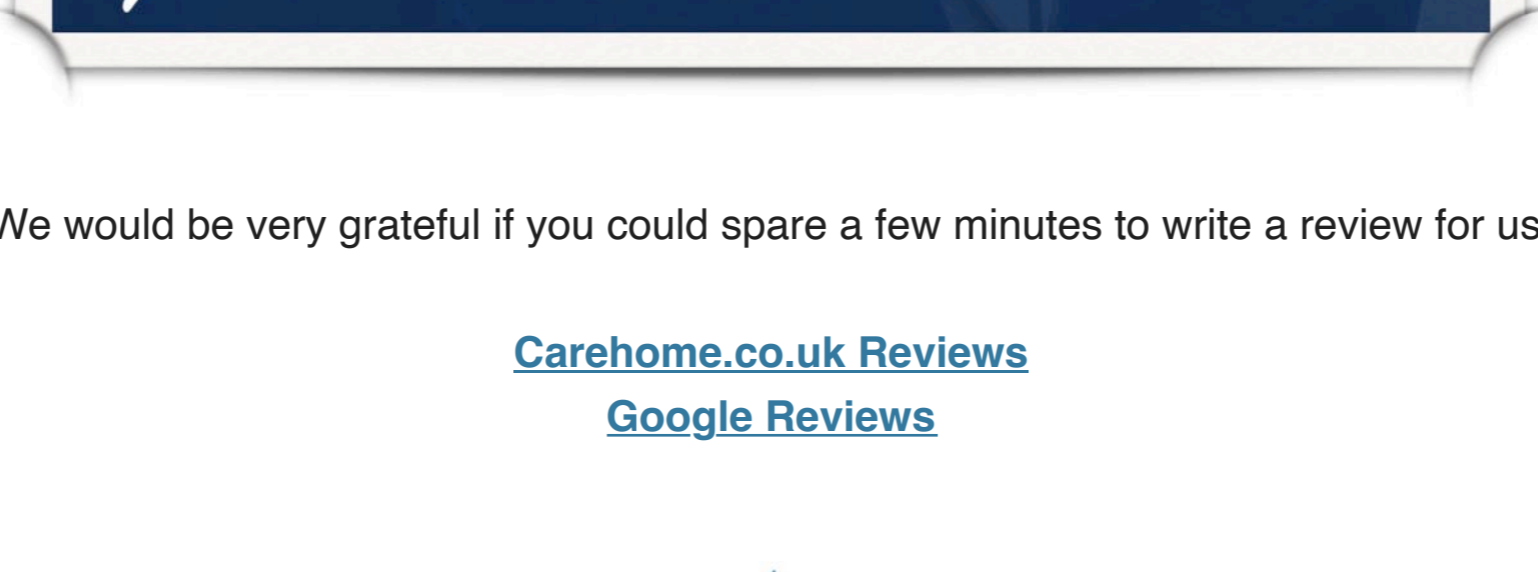 We would be very grateful if you could spare a few minutes to write a review for us
Carehome.co.uk Reviews
Google Reviews